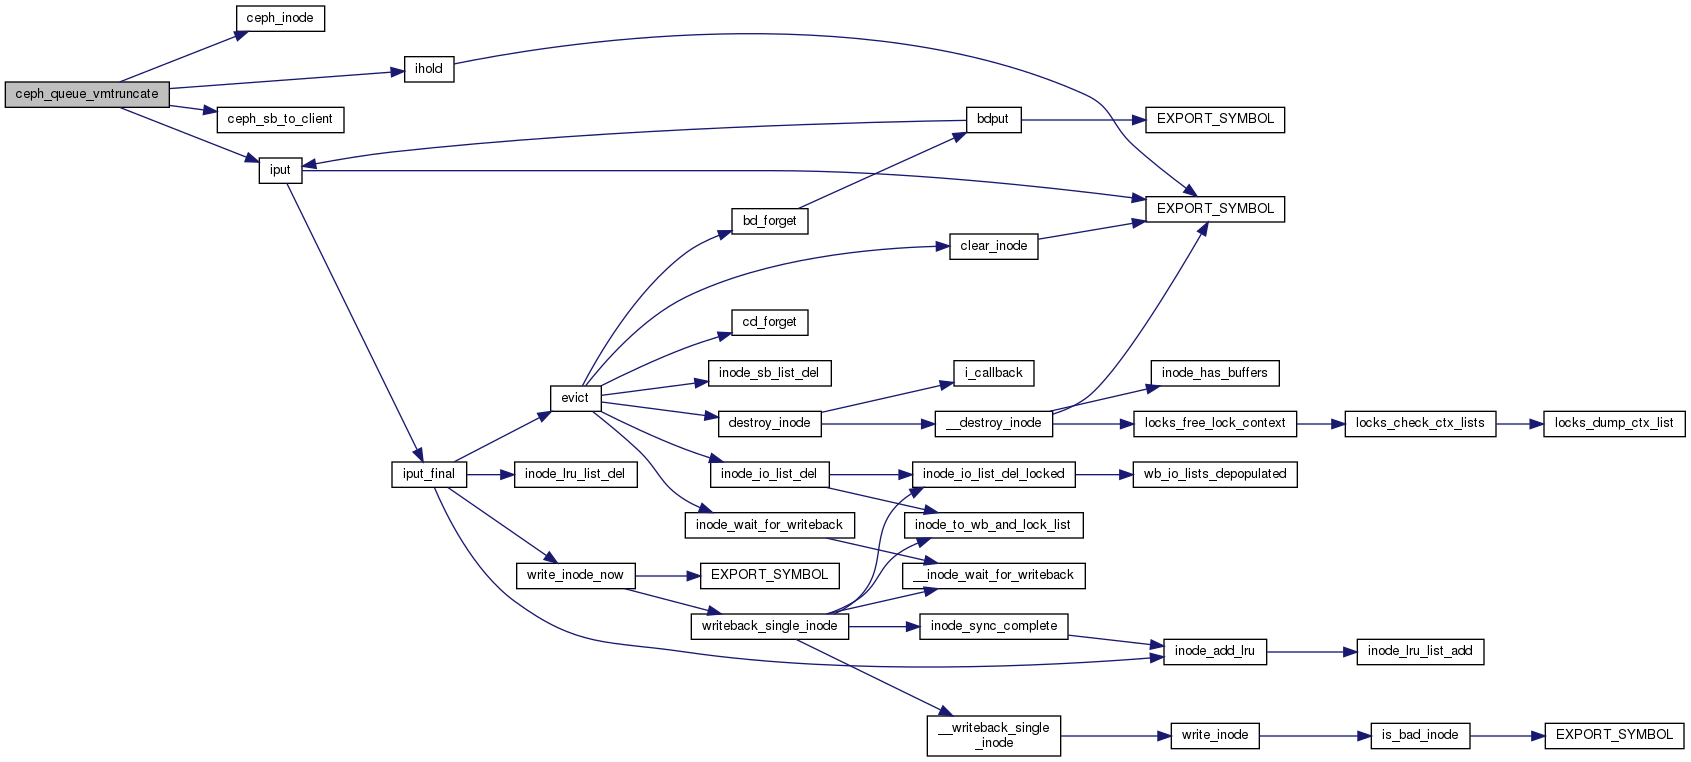 ceph_inode
ihold
ceph_queue_vmtruncate
ceph_sb_to_client
bdput
EXPORT_SYMBOL
iput
EXPORT_SYMBOL
bd_forget
clear_inode
cd_forget
inode_sb_list_del
i_callback
inode_has_buffers
evict
destroy_inode
__destroy_inode
locks_free_lock_context
locks_check_ctx_lists
locks_dump_ctx_list
iput_final
inode_lru_list_del
inode_io_list_del
inode_io_list_del_locked
wb_io_lists_depopulated
inode_wait_for_writeback
inode_to_wb_and_lock_list
write_inode_now
EXPORT_SYMBOL
__inode_wait_for_writeback
writeback_single_inode
inode_sync_complete
inode_add_lru
inode_lru_list_add
__writeback_single
_inode
write_inode
is_bad_inode
EXPORT_SYMBOL